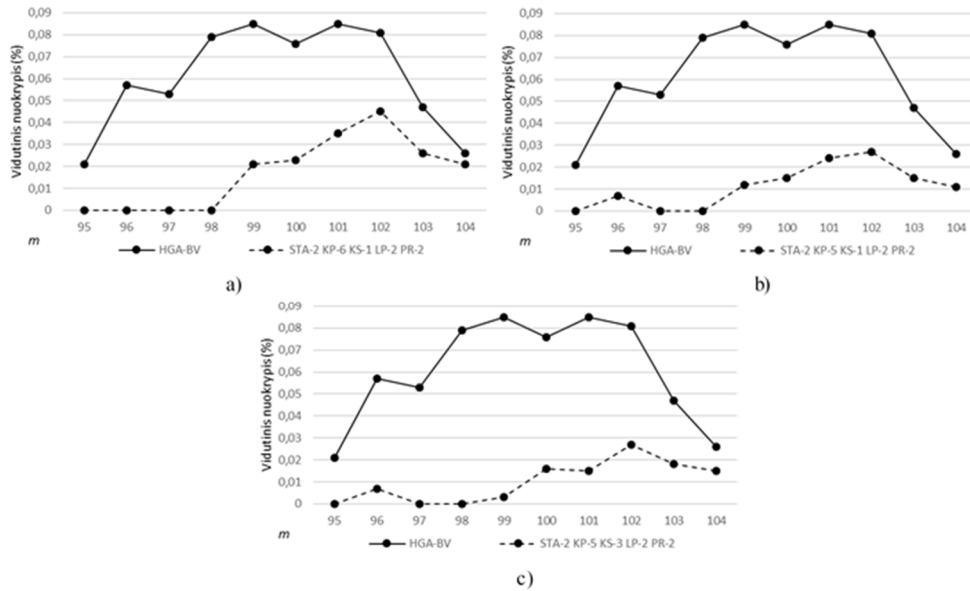 Vidutinis nuokrypis (%)
0,09
0,08
0,07
0,06
0,05
0,04
0,03
0,02
0,01
0
95 96 97 98 99 100 101 102 103 104
m
HGA-BV STA-2 KP-6 KS-1 LP-2 PR-2
a)
Vidutinis nuokrypis (%)
0,09
0,08
0,07
0,06
0,05
0,04
0,03
0,02
0,01
0
95 96 97 98 99 100 101 102 103 104
m
HGA-BV STA-2 KP-5 KS-1 LP-2 PR-2
b)
Vidutinis nuokrypis (%)
0,09
0,08
0,07
0,06
0,05
0,04
0,03
0,02
0,01
0
95 96 97 98 99 100 101 102 103 104
m
HGA-BV STA-2 KP-5 KS-3 LP-2 PR-2
c)